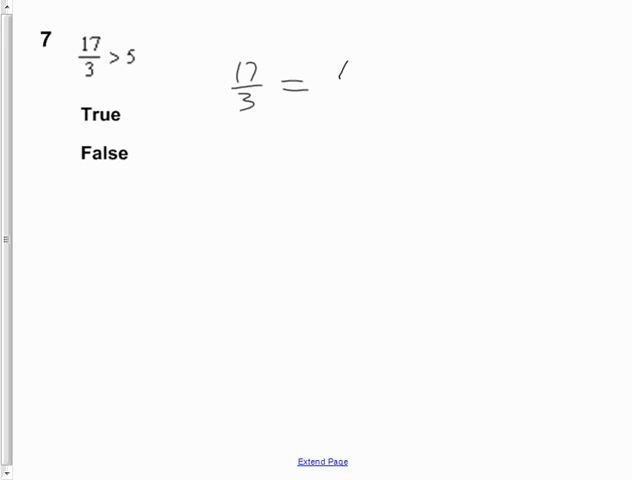 7 17/3 > 5
17/3 =
True
False
Extend Page